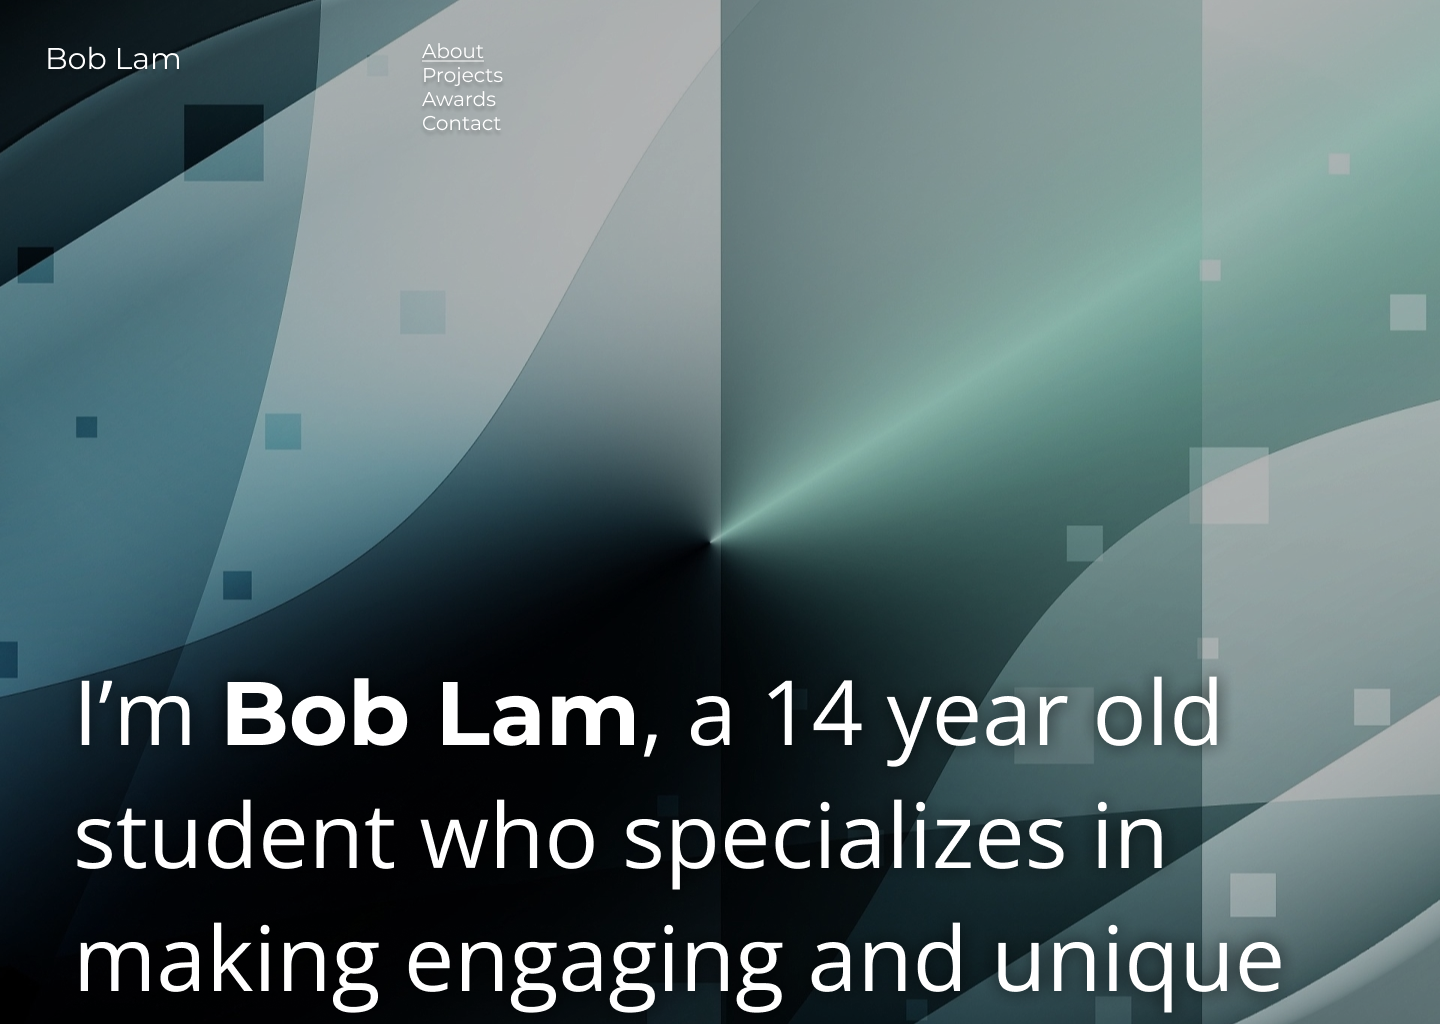 Bob Lam
About
Projects
Awards
Contact
I’m Bob Lam, a 14 year old
student who specializes in
making engaging and unique